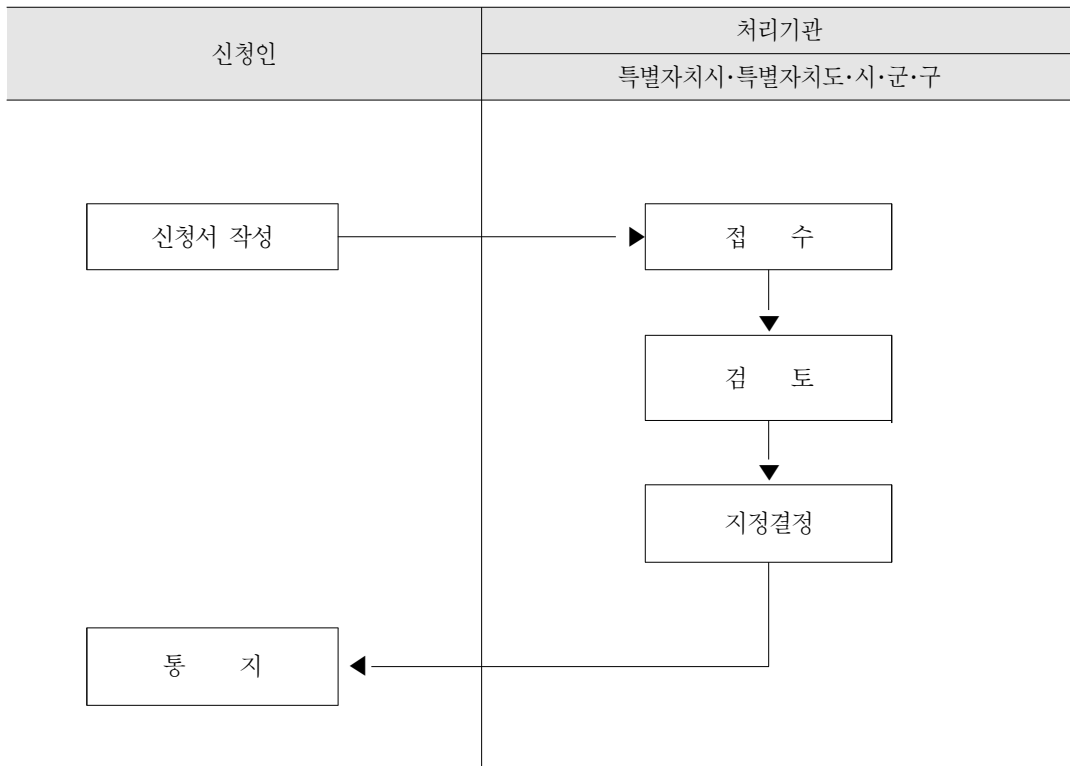 신청인
처리기관
특별자치시·특별자치도·시·군·구
신청서 작성
접 수
검 토
지정결정
통 지